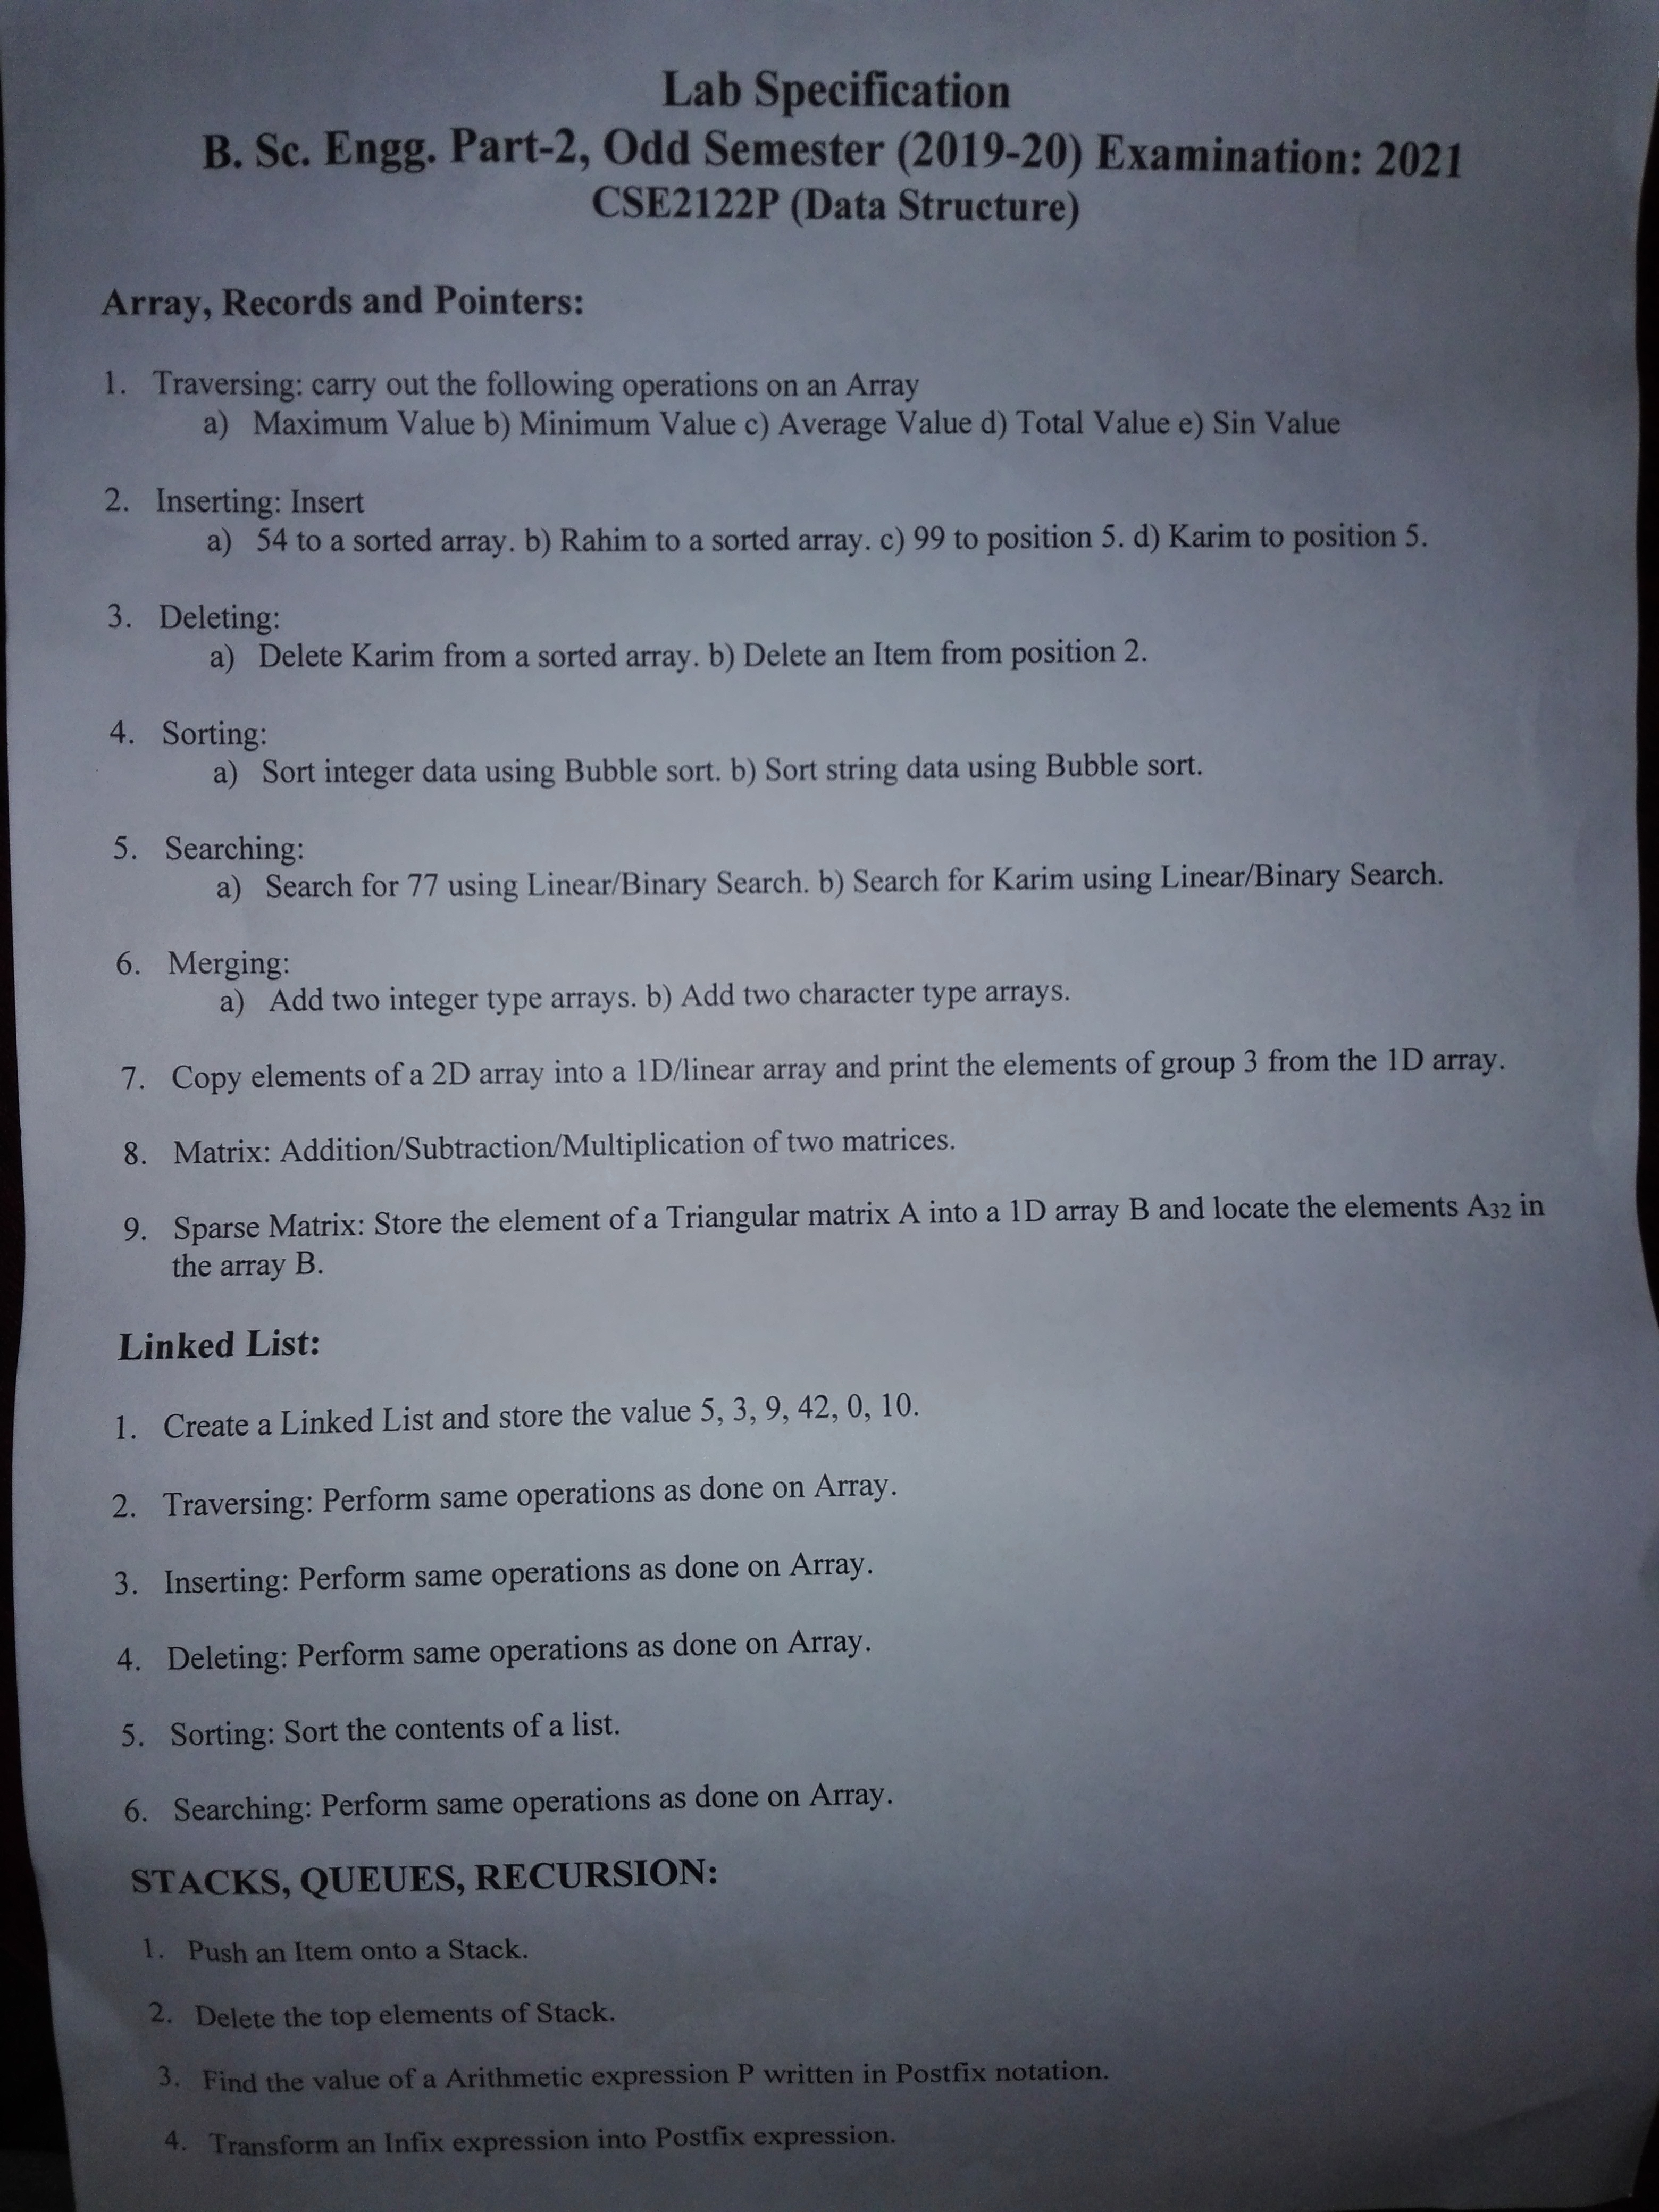 Lab Specification
B. Sc. Engg. Part-2, Odd Semester (2019-20) Examination: 2021
CSE2122P (Data Structure)
Array, Records and Pointers:
1. Traversing: carry out the following operations on an Array
a) Maximum Value b) Minimum Value c) Average Value d) Total Value e) Sin Value
2. Inserting: Insert
a) 54 to a sorted array. b) Rahim to a sorted array. c) 99 to position 5. d) Karim to position 5.
3. Deleting:
a) Delete Karim from a sorted array. b) Delete an Item from position 2.
4. Sorting:
a) Sort integer data using Bubble sort. b) Sort string data using Bubble sort.
5. Searching:
a) Search for 77 using Linear/Binary Search. b) Search for Karim using Linear/Binary Search.
6. Merging:
a) Add two integer type arrays. b) Add two character type arrays.
7. Copy elements of a 2D array into a 1D/linear array and print the elements of group 3 from the 1D array.
8. Matrix: Addition/Subtraction/Multiplication of two matrices.
9. Sparse Matrix: Store the element of a Triangular matrix A into a 1D array B and locate the elements A32 in
the array B.
Linked List:
1. Create a Linked List and store the value 5, 3, 9, 42, 0, 10.
2. Traversing: Perform same operations as done on Array.
3. Inserting: Perform same operations as done on Array.
4. Deleting: Perform same operations as done on Array.
5. Sorting: Sort the contents of a list.
6. Searching: Perform same operations as done on Array.
STACKS, QUEUES, RECURSION:
1. Push an Item onto a Stack.
2. Delete the top elements of Stack.
3. Find the value of a Arithmetic expression P written in Postfix notation.
4. Transform an Infix expression into Postfix expression.